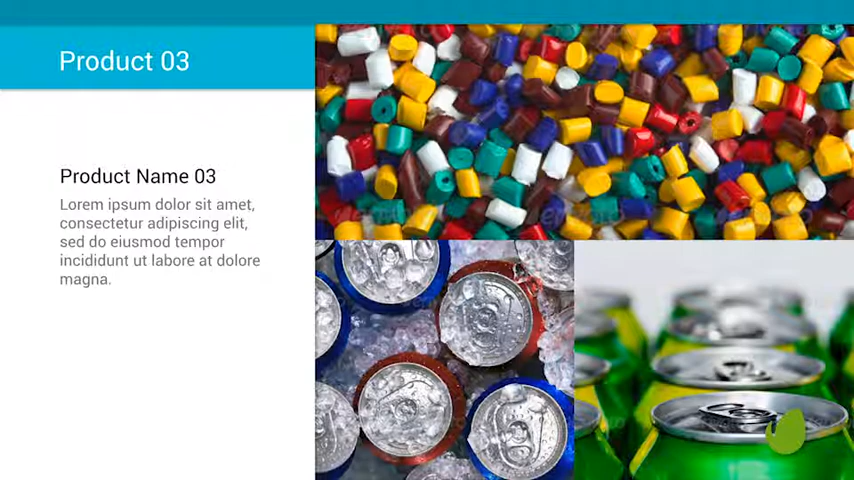 Product 03
Product Name 03
Lorem ipsum dolor sit amet,
consectetur adipiscing elit,
sed do eiusmod tempor
incididunt ut labore at dolore
magna.